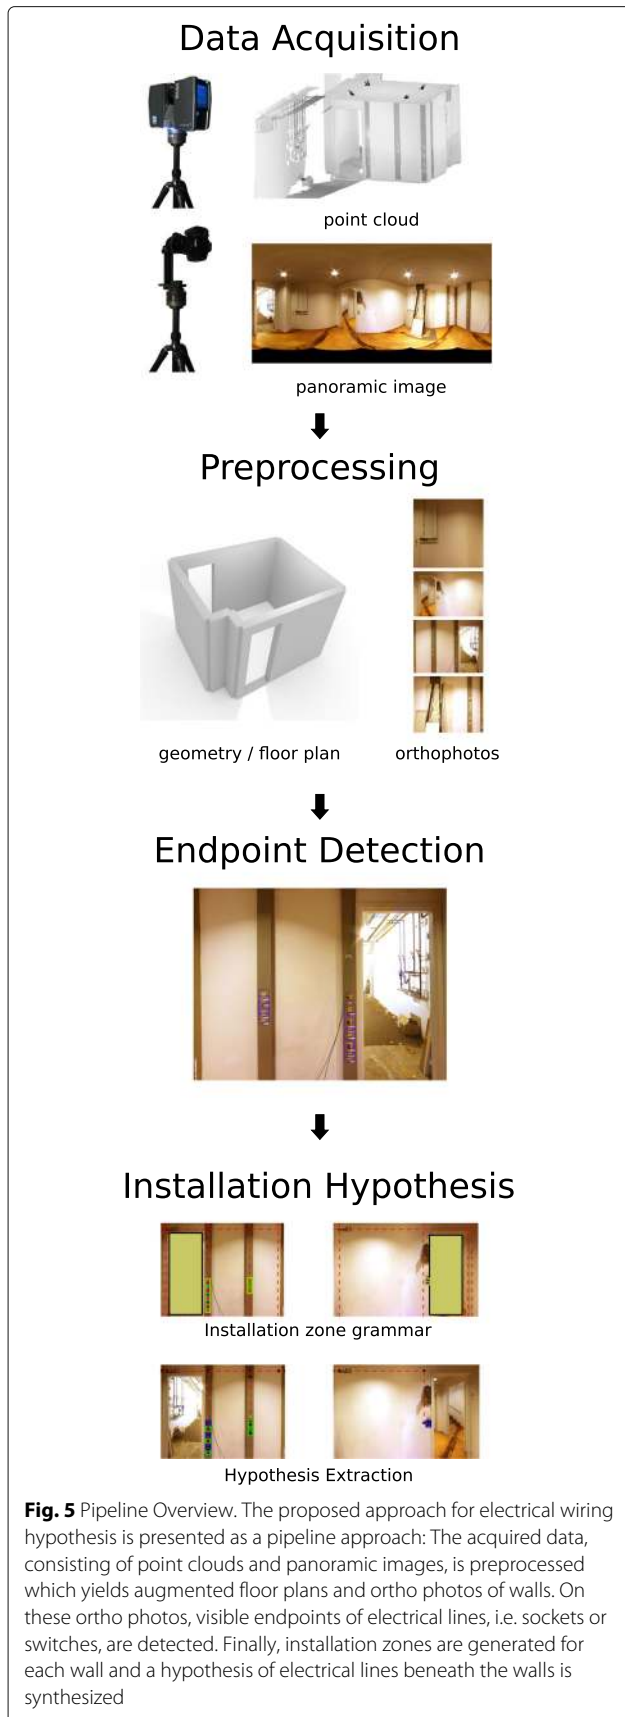 Data Acquisition
point cloud
panoramic image
Preprocessing
geometry / floor plan
orthophotos
Endpoint Detection
Installation Hypothesis
Installation zone grammar
Hypothesis Extraction
Fig. 5 Pipeline Overview. The proposed approach for electrical wiring
hypothesis is presented as a pipeline approach: The acquired data,
consisting of point clouds and panoramic images, is preprocessed
which yields augmented floor plans and ortho photos of walls. On
these ortho photos, visible endpoints of electrical lines, i.e. sockets or
switches, are detected. Finally, installation zones are generated for
each wall and a hypothesis of electrical lines beneath the walls is
synthesized